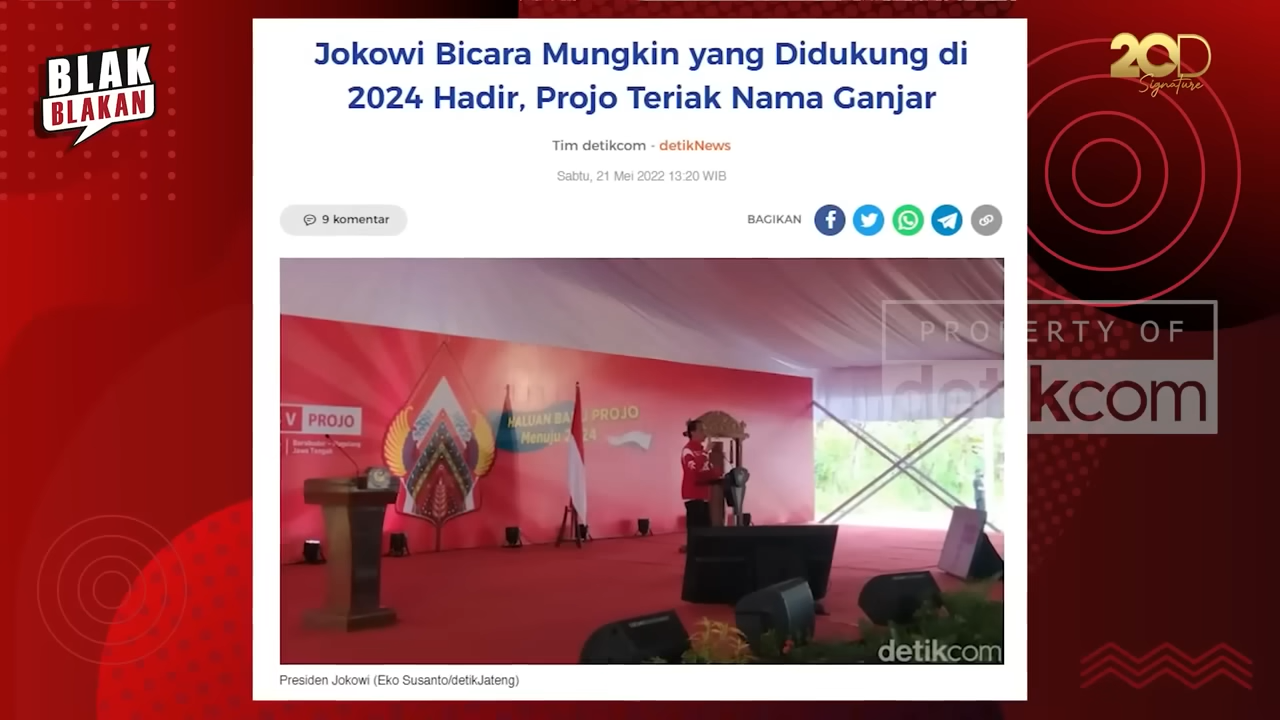 BLAK
BLAKAN
20D
Signature
Jokowi Bicara Mungkin yang Didukung di
2024 Hadir, Projo Teriak Nama Ganjar
Tim detikcom - detikNews
Sabtu, 21 Mei 2022 13:20 WIB
9 komentar
BAGIKAN
PROPERTY OF
detikcom
V PROJO
Jawa Tengah
HALUAN BARU PROJO
Menuju 2024
detikcom
Presiden Jokowi (Eko Susanto/detikJateng)